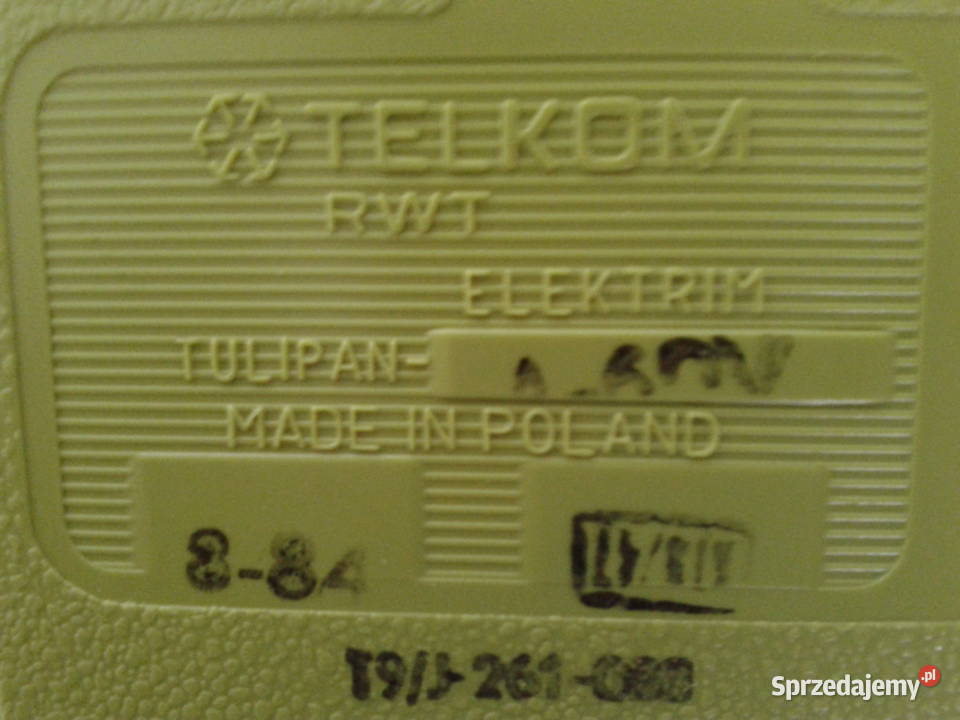 TELKOM
RWT
ELEKTRIM
TULIPAN-
MADE IN POLAND
8-84
Sprzedajemy.pl